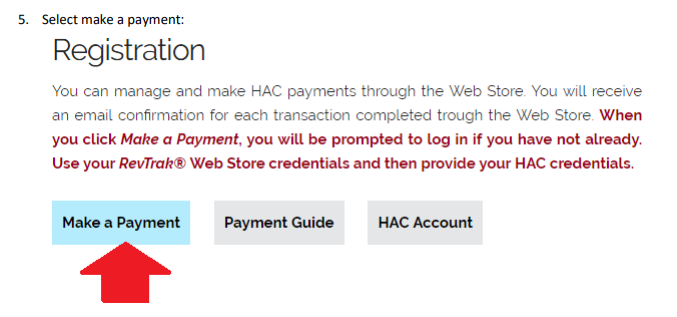 5. Select make a payment:
Registration
You can manage and make HAC payments through the Web Store. You will receive
an email confirmation for each transaction completed trough the Web Store. When
you click Make a Payment, you will be prompted to log in if you have not already.
Use your RevTrak® Web Store credentials and then provide your HAC credentials.
Make a Payment Payment Guide HAC Account